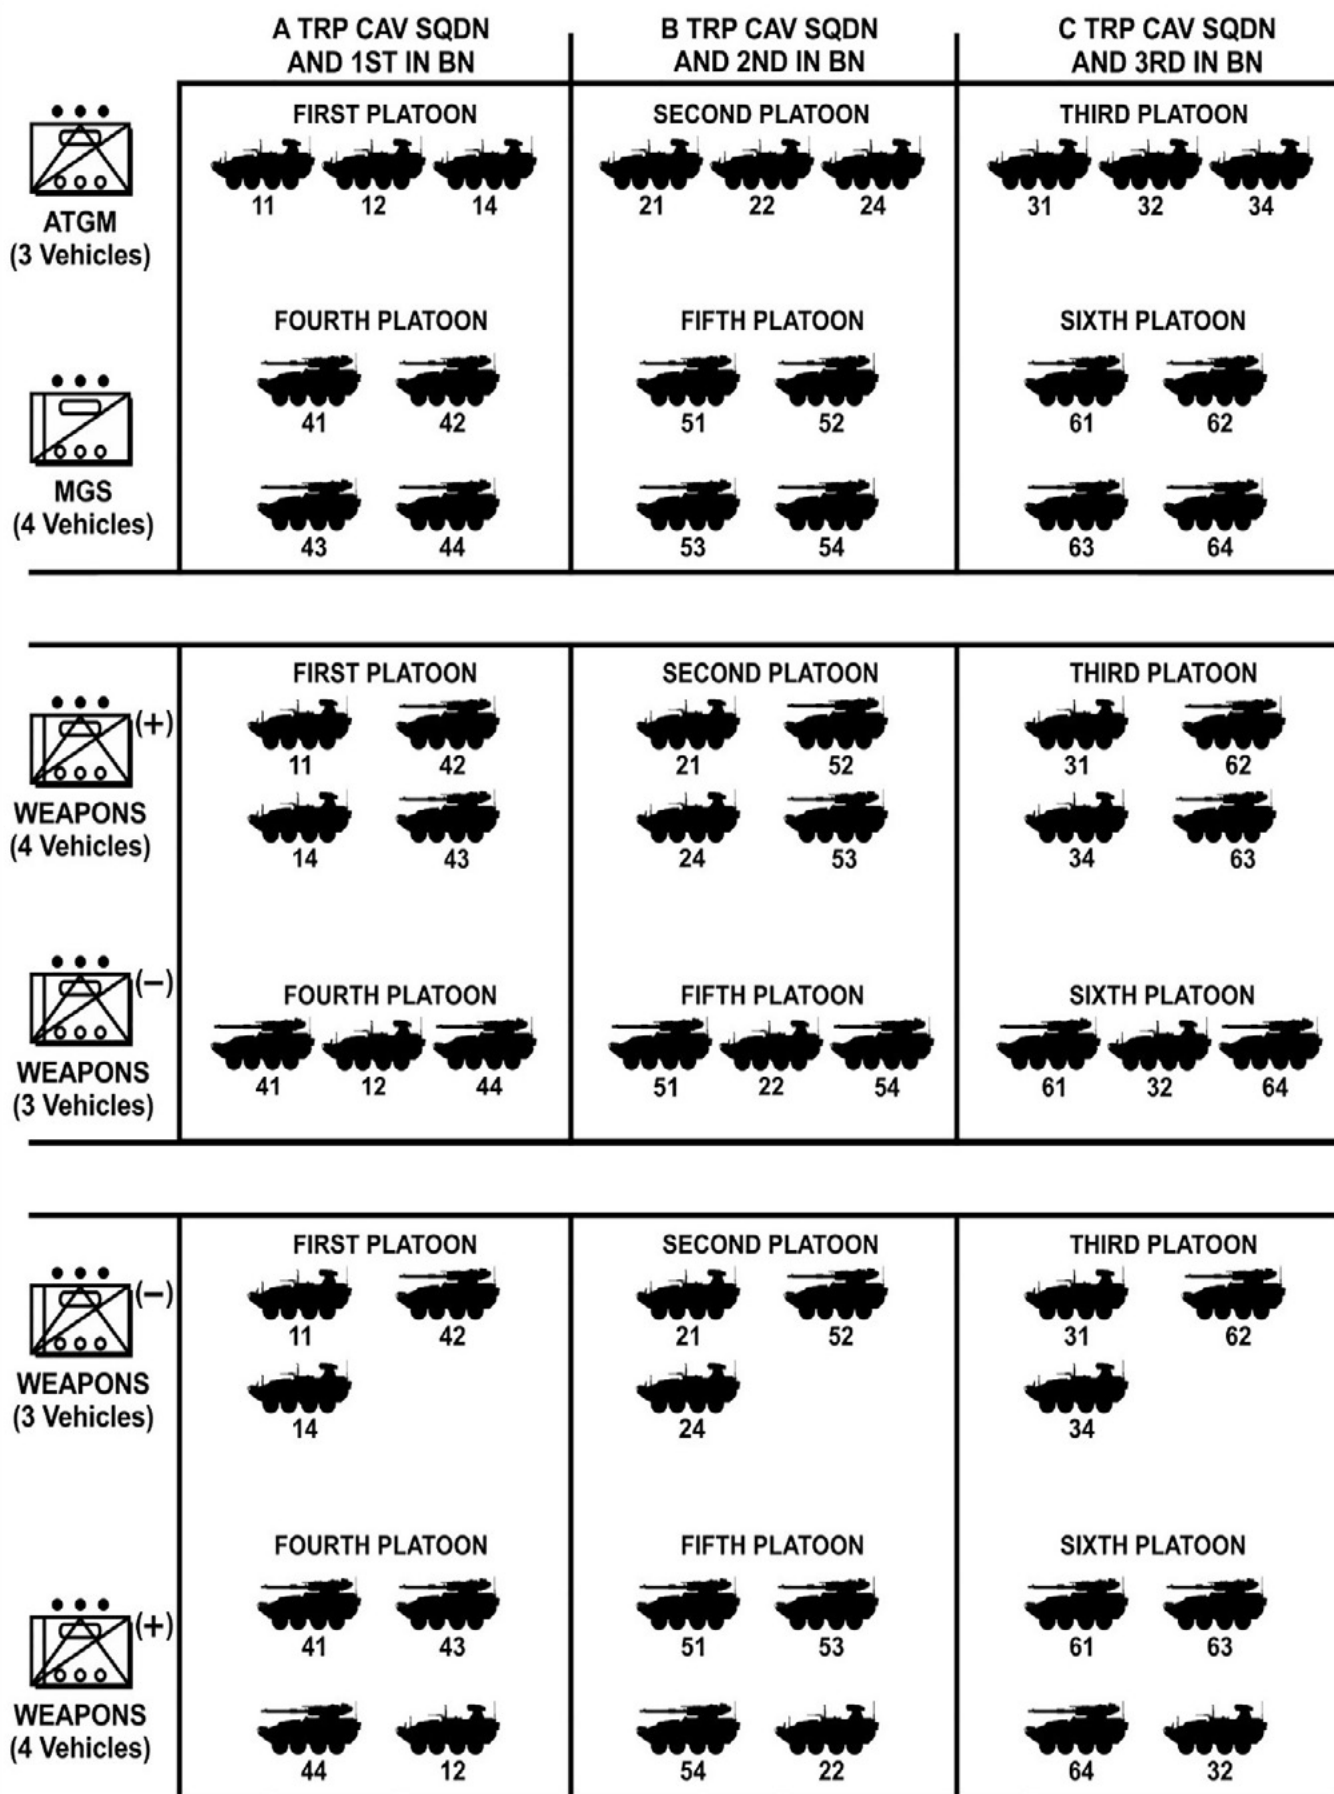 A TRP CAV SQDN
AND 1ST IN BN
B TRP CAV SQDN
AND 2ND IN BN
C TRP CAV SQDN
AND 3RD IN BN
ATGM
(3 Vehicles)
FIRST PLATOON
11 12 14
SECOND PLATOON
21 22 24
THIRD PLATOON
31 32 34
MGS
(4 Vehicles)
FOURTH PLATOON
41 42
43 44
FIFTH PLATOON
51 52
53 54
SIXTH PLATOON
61 62
63 64
(+)
WEAPONS
(4 Vehicles)
FIRST PLATOON
11 42
14 43
SECOND PLATOON
21 52
24 53
THIRD PLATOON
31 62
34 63
(−)
WEAPONS
(3 Vehicles)
FOURTH PLATOON
41 12 44
FIFTH PLATOON
51 22 54
SIXTH PLATOON
61 32 64
(−)
WEAPONS
(3 Vehicles)
FIRST PLATOON
11 42
14
SECOND PLATOON
21 52
24
THIRD PLATOON
31 62
34
(+)
WEAPONS
(4 Vehicles)
FOURTH PLATOON
41 43
44 12
FIFTH PLATOON
51 53
54 22
SIXTH PLATOON
61 63
64 32